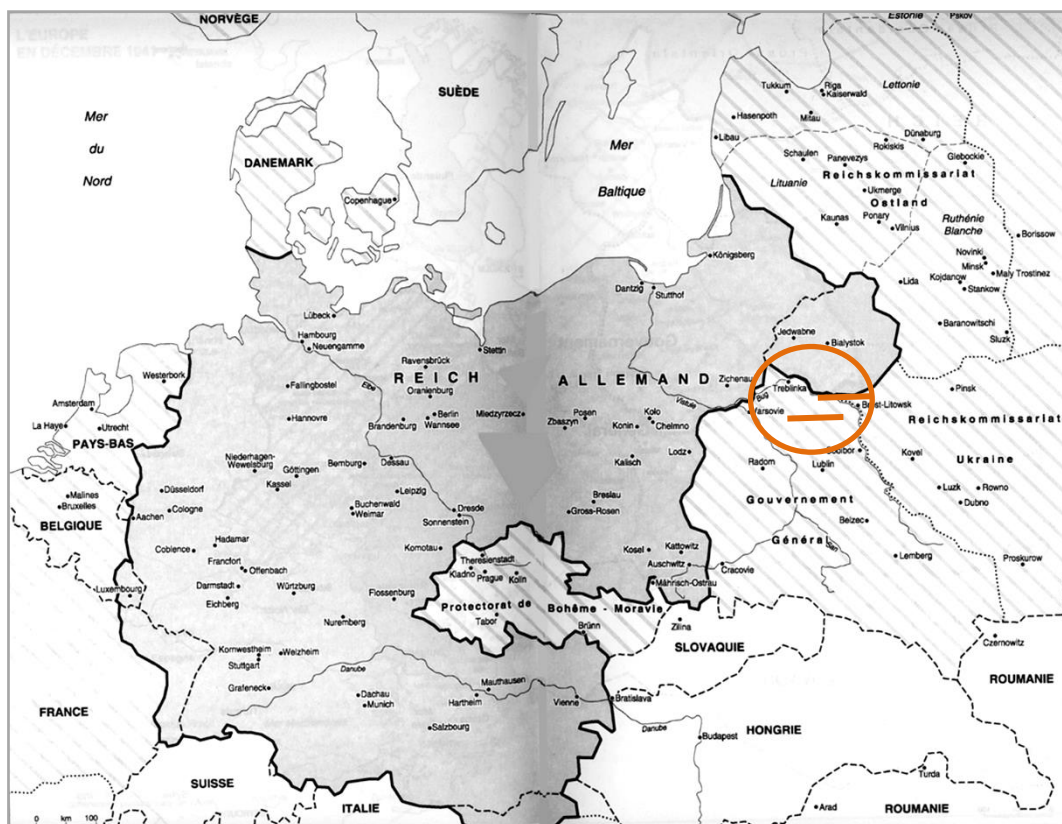 NORVÈGE
Estonie
Pskov
L'EUROPE
EN DÉCEMBRE 1941
SUÈDE
Mer
du
Nord
DANEMARK
Copenhague
Mer
Baltique
Tukkum
Riga
Kaiserwald
Lettonie
Hasenpoth
Mitau
Libau
Dünaburg
Rokiskis
Schaulen
Panevezys
Glebockie
Lituanie
Reichskommissariat
Ukmerge
Ostland
Kaunas
Ponary
Vilnius
Ruthénie
Blanche
Borissow
Novinki
Minsk
Maly Trostinez
Lida
Kojdanow
Stankow
Baranowitschi
Sluzk
Königsberg
Dantzig
Stutthof
Lübeck
Hambourg
Neuengamme
Stettin
Jedwabne
Bialystok
Ravensbrück
REICH ALLEMAND
Zichenau
Treblinka
Pinsk
Westerbork
Fallingbostel
Elbe
Oranienburg
Amsterdam
La Haye
Utrecht
PAYS-BAS
Hannovre
Berlin
Wannsee
Brandenburg
Miedzyrzecz
Posen
Zbaszyn
Kolo
Konin
Chelmno
Vistule
Bug
Varsovie
Brest-Litowsk
Reichskommissariat
Ukraine
Niederhagen-
Wewelsburg
Göttingen
Kassel
Bernburg
Dessau
Kalisch
Lodz
Radom
Sobibor
Lublin
Kovel
Malines
Bruxelles
BELGIQUE
Düsseldorf
Cologne
Aachen
Leipzig
Buchenwald
Weimar
Dresde
Sonnenstein
Breslau
Gross-Rosen
Gouvernement
Général
Luzk
Rowno
Dubno
Belzec
Hadamar
Coblence
Francfort
Offenbach
Komotau
Theresienstadt
Kladno
Prague
Kolin
Kosel
Kattowitz
Auschwitz
Cracovie
San
Lemberg
Proskurow
Luxembourg
Darmstadt
Eichberg
Würtzburg
Flossenburg
Mährisch-Ostrau
Protectorat de Bohême - Moravie
Tabor
Brünn
Nuremberg
Zilina
SLOVAQUIE
Czernowitz
Kornwestheim
Stuttgart
Welzheim
ROUMANIE
Grafeneck
Danube
Dachau
Munich
Mauthausen
Hartheim
Vienne
Bratislava
FRANCE
Salzbourg
Danube
Budapest
HONGRIE
SUISSE
ITALIE
Turda
Arad
ROUMANIE
0 km 100